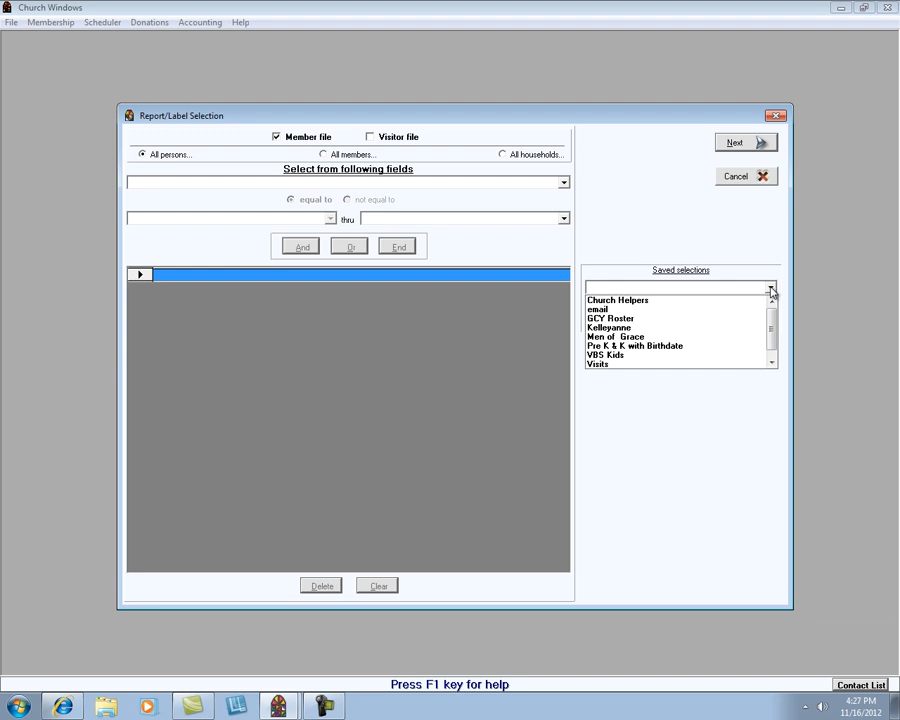 Church Windows
File Membership Scheduler Donations Accounting Help
Report/Label Selection
Member file Visitor file
All persons... All members... All households...
Select from following fields
equal to not equal to
thru
And Or End
Delete Clear
Next
Cancel
Saved selections
Church Helpers
email
GCY Roster
Kelleyanne
Men of Grace
Pre K & K with Birthdate
VBS Kids
Visits
Press F1 key for help
Contact List
4:27 PM
11/16/2012